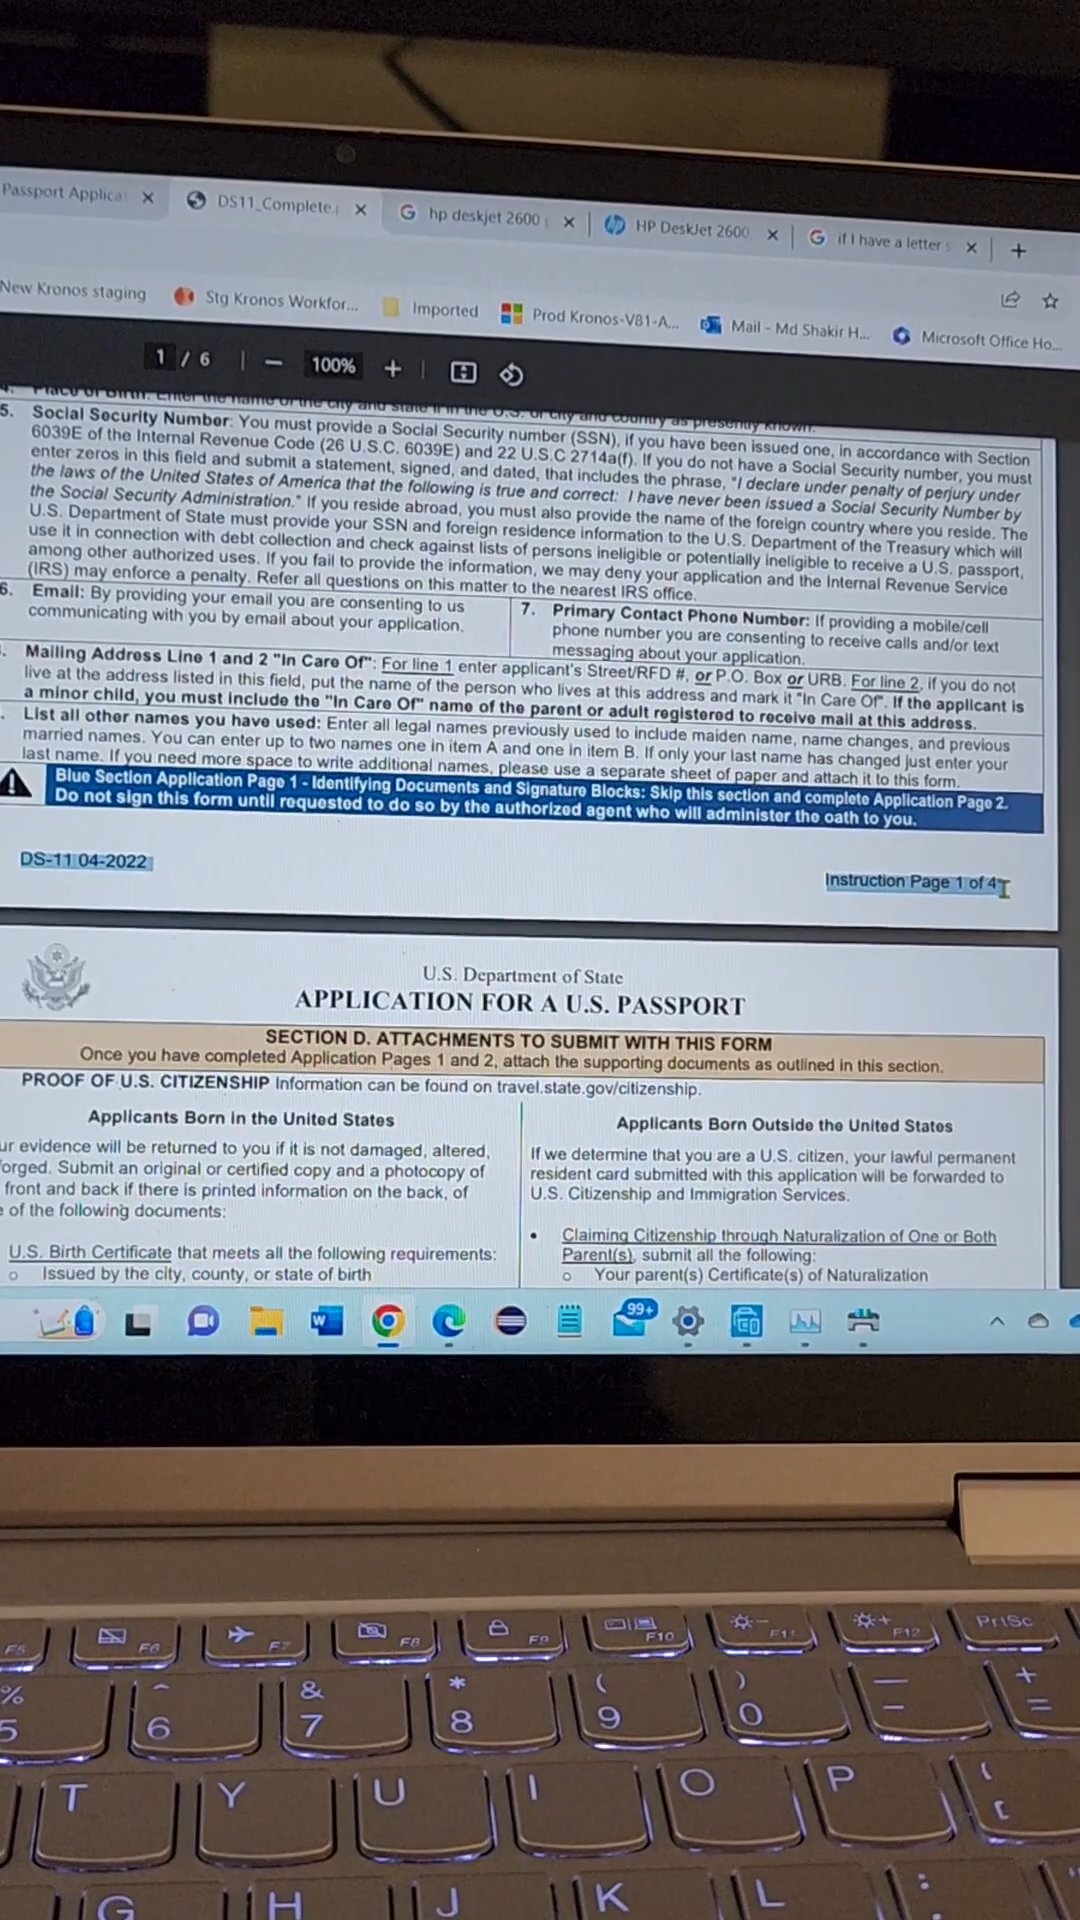 Passport Applica
DS11_Complete.
hp deskjet 2600
HP DeskJet 2600
if I have a letter s
New Kronos staging
Stg Kronos Workfor...
Imported
Prod Kronos-V81-A...
Mail - Md Shakir H...
Microsoft Office Ho...
1 / 6
100%
4. Place of Birth: Enter the name of the city and state if in the U.S. or city and country as presently known.
5. Social Security Number: You must provide a Social Security number (SSN), if you have been issued one, in accordance with Section
6039E of the Internal Revenue Code (26 U.S.C. 6039E) and 22 U.S.C 2714a(f). If you do not have a Social Security number, you must
enter zeros in this field and submit a statement, signed, and dated, that includes the phrase, "I declare under penalty of perjury under
the laws of the United States of America that the following is true and correct: I have never been issued a Social Security Number by
the Social Security Administration." If you reside abroad, you must also provide the name of the foreign country where you reside. The
U.S. Department of State must provide your SSN and foreign residence information to the U.S. Department of the Treasury which will
use it in connection with debt collection and check against lists of persons ineligible or potentially ineligible to receive a U.S. passport,
among other authorized uses. If you fail to provide the information, we may deny your application and the Internal Revenue Service
(IRS) may enforce a penalty. Refer all questions on this matter to the nearest IRS office.
6. Email: By providing your email you are consenting to us
communicating with you by email about your application.
7. Primary Contact Phone Number: If providing a mobile/cell
phone number you are consenting to receive calls and/or text
messaging about your application.
. Mailing Address Line 1 and 2 "In Care Of": For line 1 enter applicant's Street/RFD #, or P.O. Box or URB. For line 2, if you do not
live at the address listed in this field, put the name of the person who lives at this address and mark it "In Care Of". If the applicant is
a minor child, you must include the "In Care Of" name of the parent or adult registered to receive mail at this address.
. List all other names you have used: Enter all legal names previously used to include maiden name, name changes, and previous
married names. You can enter up to two names one in item A and one in item B. If only your last name has changed just enter your
last name. If you need more space to write additional names, please use a separate sheet of paper and attach it to this form.
Blue Section Application Page 1 - Identifying Documents and Signature Blocks: Skip this section and complete Application Page 2.
Do not sign this form until requested to do so by the authorized agent who will administer the oath to you.
DS-11 04-2022
Instruction Page 1 of 4
U.S. Department of State
APPLICATION FOR A U.S. PASSPORT
SECTION D. ATTACHMENTS TO SUBMIT WITH THIS FORM
Once you have completed Application Pages 1 and 2, attach the supporting documents as outlined in this section.
PROOF OF U.S. CITIZENSHIP Information can be found on travel.state.gov/citizenship.
Applicants Born in the United States
ur evidence will be returned to you if it is not damaged, altered,
forged. Submit an original or certified copy and a photocopy of
front and back if there is printed information on the back, of
e of the following documents:
U.S. Birth Certificate that meets all the following requirements:
o Issued by the city, county, or state of birth
Applicants Born Outside the United States
If we determine that you are a U.S. citizen, your lawful permanent
resident card submitted with this application will be forwarded to
U.S. Citizenship and Immigration Services.
• Claiming Citizenship through Naturalization of One or Both
Parent(s), submit all the following:
o Your parent(s) Certificate(s) of Naturalization
99+
F5 F6 F7 F8 F9 F10 F11 F12 PrtSc
% ^ & * ( ) — +
5 6 7 8 9 0 - =
T Y U I O P { [
G H J K L : "